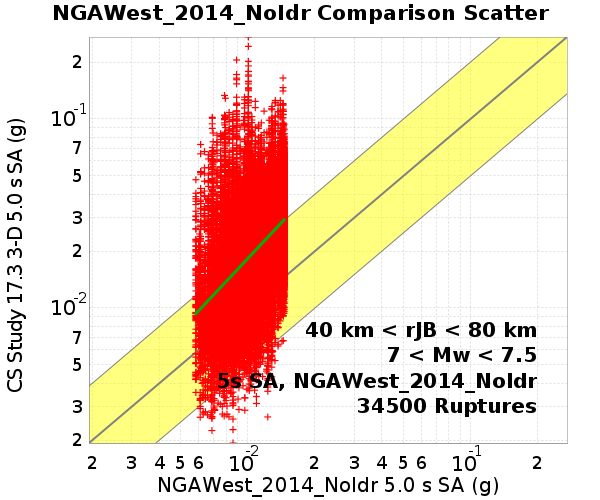 NGAWest_2014_NoIdr Comparison Scatter
CS Study 17.3 3-D 5.0 s SA (g)
2
10-1
7
5
3
2
10-2
7
5
3
2
40 km < rJB < 80 km
7 < Mw < 7.5
5s SA, NGAWest_2014_NoIdr
34500 Ruptures
2 3 4 5 6 10-2 2 3 4 5 6 10-1 2
NGAWest_2014_NoIdr 5.0 s SA (g)